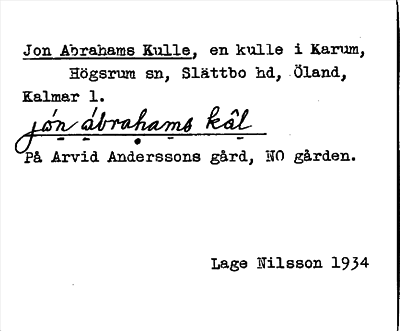 Jon Abrahams Kulle, en kulle i Karum,
Högsrum sn, Slättbo hd, Öland,
Kalmar l.
jón ábrahams kâl
På Arvid Anderssons gård, NO gården.
Lage Nilsson 1934